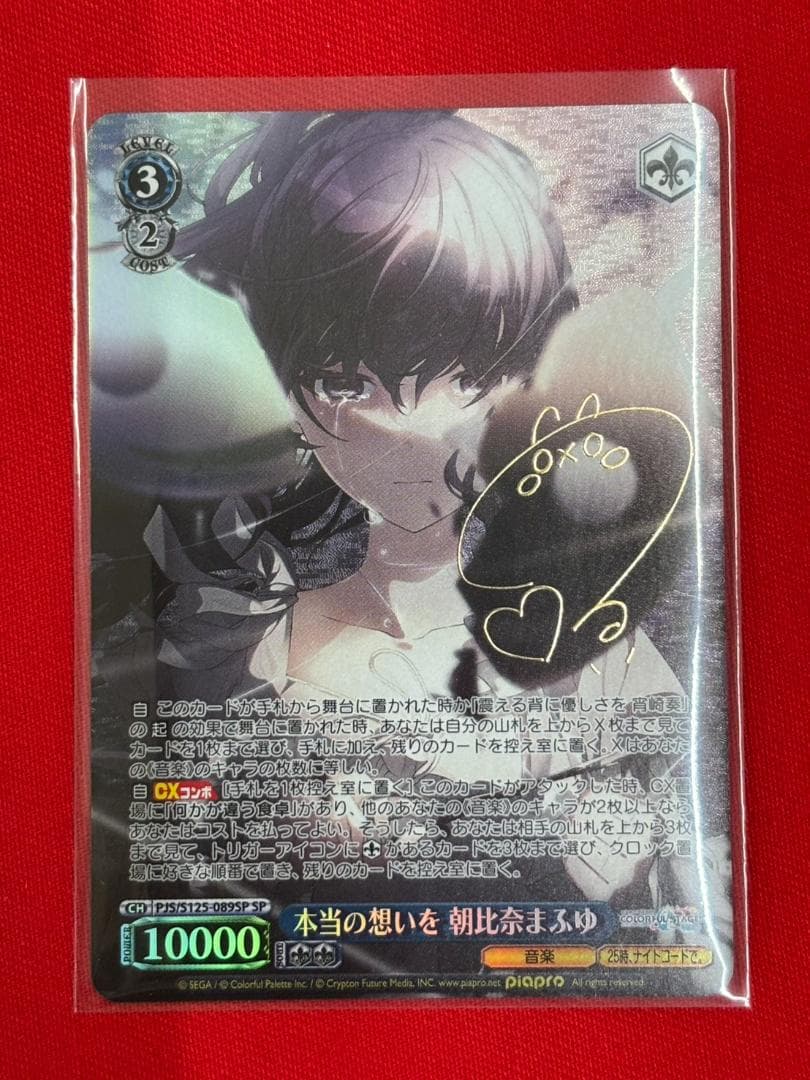 LEVEL
3
2
COST
自 このカードが手札から舞台に置かれた時か「震える背に優しさを 宵崎奏」
の 起 の効果で舞台に置かれた時、あなたは自分の山札を上からX枚まで見て
カードを1枚まで選び、手札に加え、残りのカードを控え室に置く。Xはあなた
の《音楽》のキャラの枚数に等しい。
自 CXコンボ [手札を1枚控え室に置く] このカードがアタックした時、CX置
場に「何かが違う食卓」があり、他のあなたの《音楽》のキャラが2枚以上なら
あなたはコストを払ってよい。そうしたら、あなたは相手の山札を上から3枚
まで見て、トリガーアイコンに があるカードを3枚まで選び、クロック置
場に好きな順番で置き、残りのカードを控え室に置く。
CH PJS/S125-089SP SP
POWER 10000 SOUL
本当の想いを 朝比奈まふゆ
COLORFUL STAGE
音楽 25時、ナイトコードで。
© SEGA / © Colorful Palette Inc. / © Crypton Future Media, INC. www.piapro.net piapro All rights reserved.